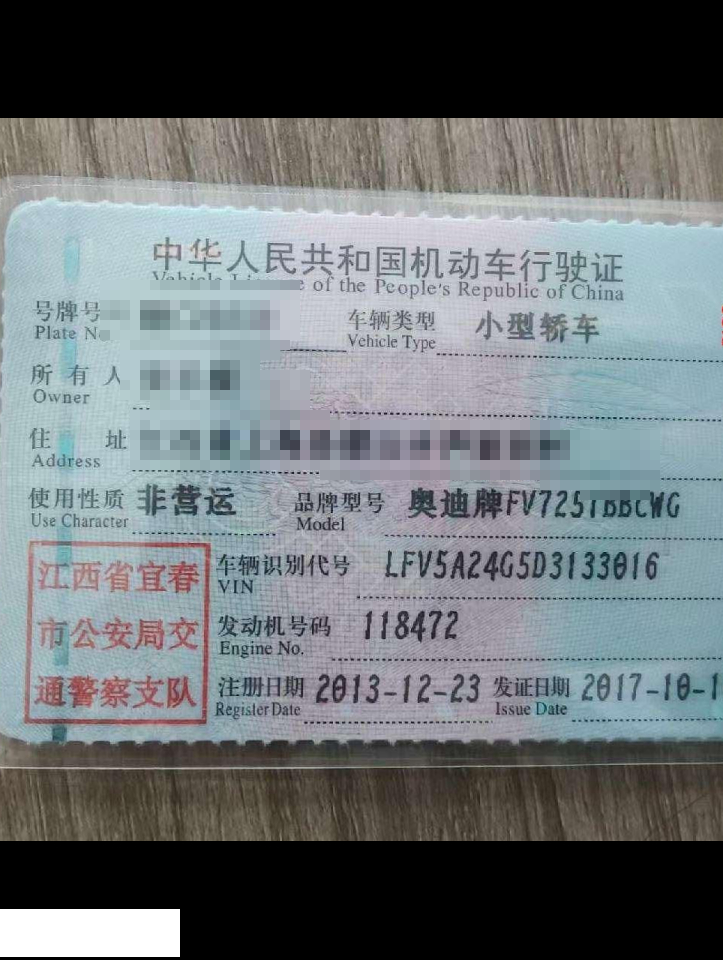 中华人民共和国机动车行驶证
Vehicle License of the People's Republic of China
号牌号
Plate No
车辆类型 小型轿车
Vehicle Type
所有人
Owner
住址
Address
使用性质 非营运 品牌型号 奥迪牌FV7251BBCWG
Use Character Model
江西省宜春
市公安局交
通警察支队
车辆识别代号 LFV5A24G5D3133016
VIN
发动机号码 118472
Engine No.
注册日期 2013-12-23 发证日期 2017-10-1
Register Date Issue Date